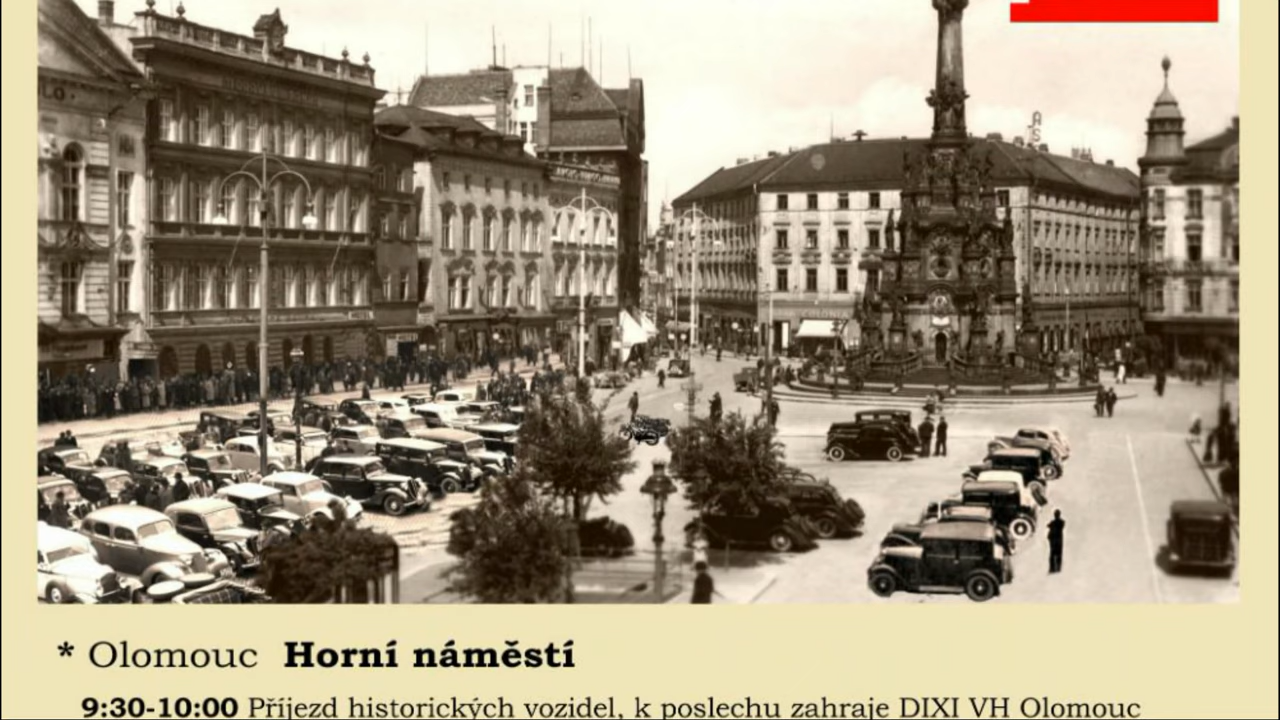 * Olomouc Horní náměstí
9:30-10:00 Příjezd historických vozidel, k poslechu zahraje DIXI VH Olomouc